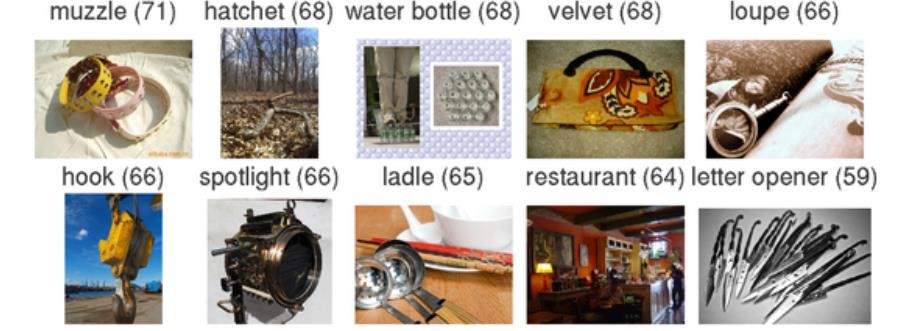 muzzle (71) hatchet (68) water bottle (68) velvet (68) loupe (66)
hook (66) spotlight (66) ladle (65) restaurant (64) letter opener (59)